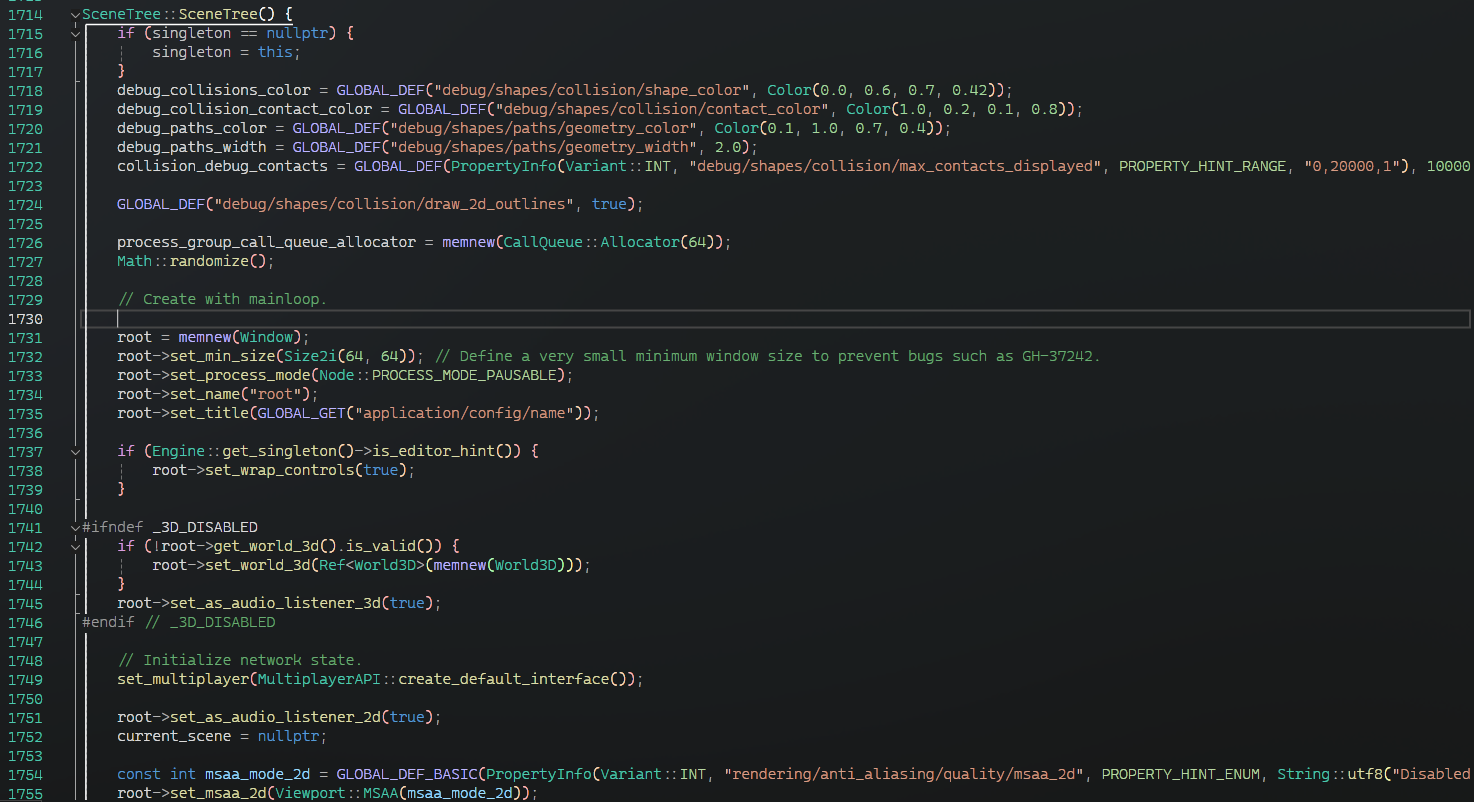 1714 SceneTree::SceneTree() {
1715 if (singleton == nullptr) {
1716 singleton = this;
1717 }
1718 debug_collisions_color = GLOBAL_DEF("debug/shapes/collision/shape_color", Color(0.0, 0.6, 0.7, 0.42));
1719 debug_collision_contact_color = GLOBAL_DEF("debug/shapes/collision/contact_color", Color(1.0, 0.2, 0.1, 0.8));
1720 debug_paths_color = GLOBAL_DEF("debug/shapes/paths/geometry_color", Color(0.1, 1.0, 0.7, 0.4));
1721 debug_paths_width = GLOBAL_DEF("debug/shapes/paths/geometry_width", 2.0);
1722 collision_debug_contacts = GLOBAL_DEF(PropertyInfo(Variant::INT, "debug/shapes/collision/max_contacts_displayed", PROPERTY_HINT_RANGE, "0,20000,1"), 10000
1723
1724 GLOBAL_DEF("debug/shapes/collision/draw_2d_outlines", true);
1725
1726 process_group_call_queue_allocator = memnew(CallQueue::Allocator(64));
1727 Math::randomize();
1728
1729 // Create with mainloop.
1730
1731 root = memnew(Window);
1732 root->set_min_size(Size2i(64, 64)); // Define a very small minimum window size to prevent bugs such as GH-37242.
1733 root->set_process_mode(Node::PROCESS_MODE_PAUSABLE);
1734 root->set_name("root");
1735 root->set_title(GLOBAL_GET("application/config/name"));
1736
1737 if (Engine::get_singleton()->is_editor_hint()) {
1738 root->set_wrap_controls(true);
1739 }
1740
1741 #ifndef _3D_DISABLED
1742 if (!root->get_world_3d().is_valid()) {
1743 root->set_world_3d(Ref<World3D>(memnew(World3D)));
1744 }
1745 root->set_as_audio_listener_3d(true);
1746 #endif // _3D_DISABLED
1747
1748 // Initialize network state.
1749 set_multiplayer(MultiplayerAPI::create_default_interface());
1750
1751 root->set_as_audio_listener_2d(true);
1752 current_scene = nullptr;
1753
1754 const int msaa_mode_2d = GLOBAL_DEF_BASIC(PropertyInfo(Variant::INT, "rendering/anti_aliasing/quality/msaa_2d", PROPERTY_HINT_ENUM, String::utf8("Disabled
1755 root->set_msaa_2d(Viewport::MSAA(msaa_mode_2d));